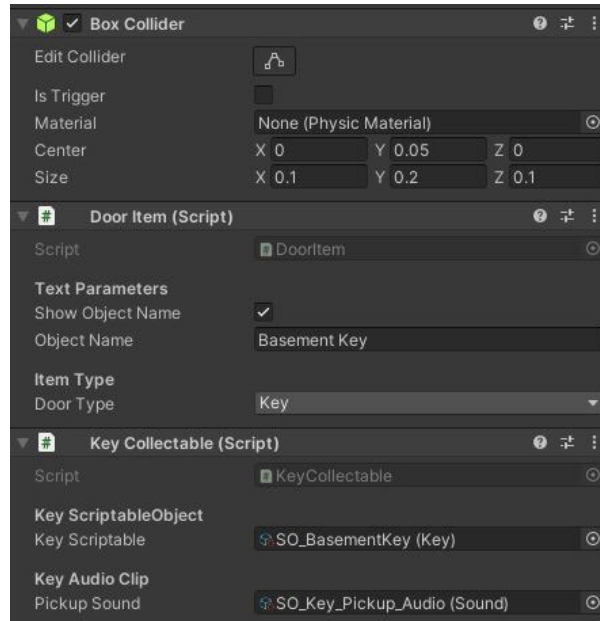 Box Collider
Edit Collider
Is Trigger
Material None (Physic Material)
Center X 0 Y 0.05 Z 0
Size X 0.1 Y 0.2 Z 0.1
# Door Item (Script)
Script # DoorItem
Text Parameters
Show Object Name
Object Name Basement Key
Item Type
Door Type Key
# Key Collectable (Script)
Script # KeyCollectable
Key ScriptableObject
Key Scriptable SO_BasementKey (Key)
Key Audio Clip
Pickup Sound SO_Key_Pickup_Audio (Sound)